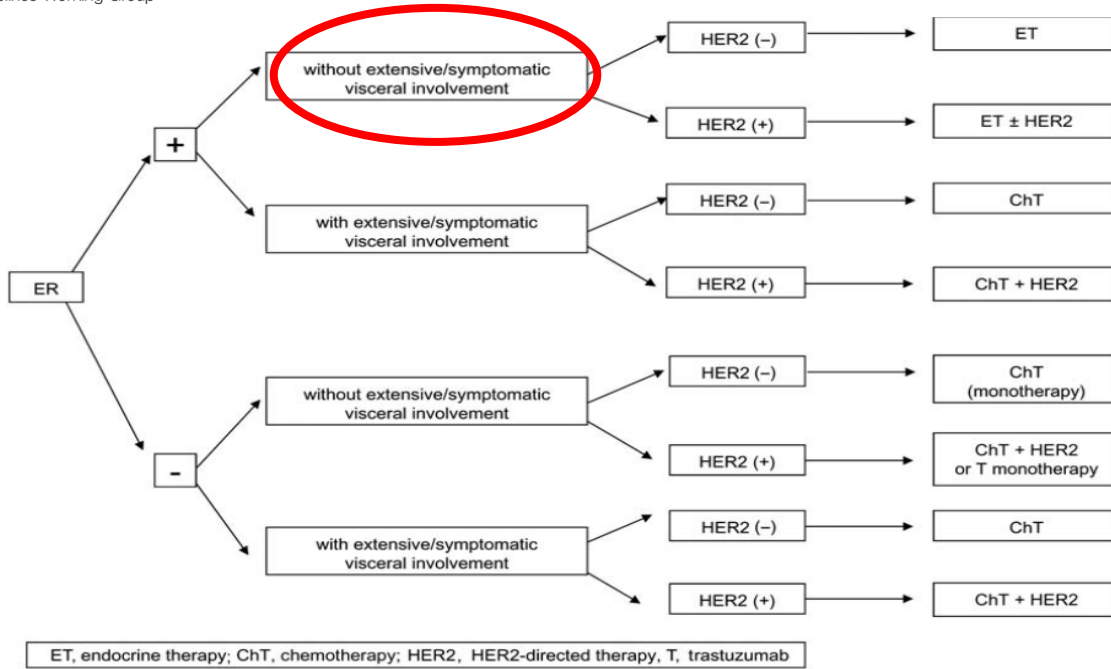 without extensive/symptomatic
visceral involvement
HER2 (–)
ET
HER2 (+)
ET ± HER2
+
with extensive/symptomatic
visceral involvement
HER2 (–)
ChT
HER2 (+)
ChT + HER2
ER
without extensive/symptomatic
visceral involvement
HER2 (–)
ChT
(monotherapy)
HER2 (+)
ChT + HER2
or T monotherapy
-
with extensive/symptomatic
visceral involvement
HER2 (–)
ChT
HER2 (+)
ChT + HER2
ET, endocrine therapy; ChT, chemotherapy; HER2, HER2-directed therapy, T, trastuzumab